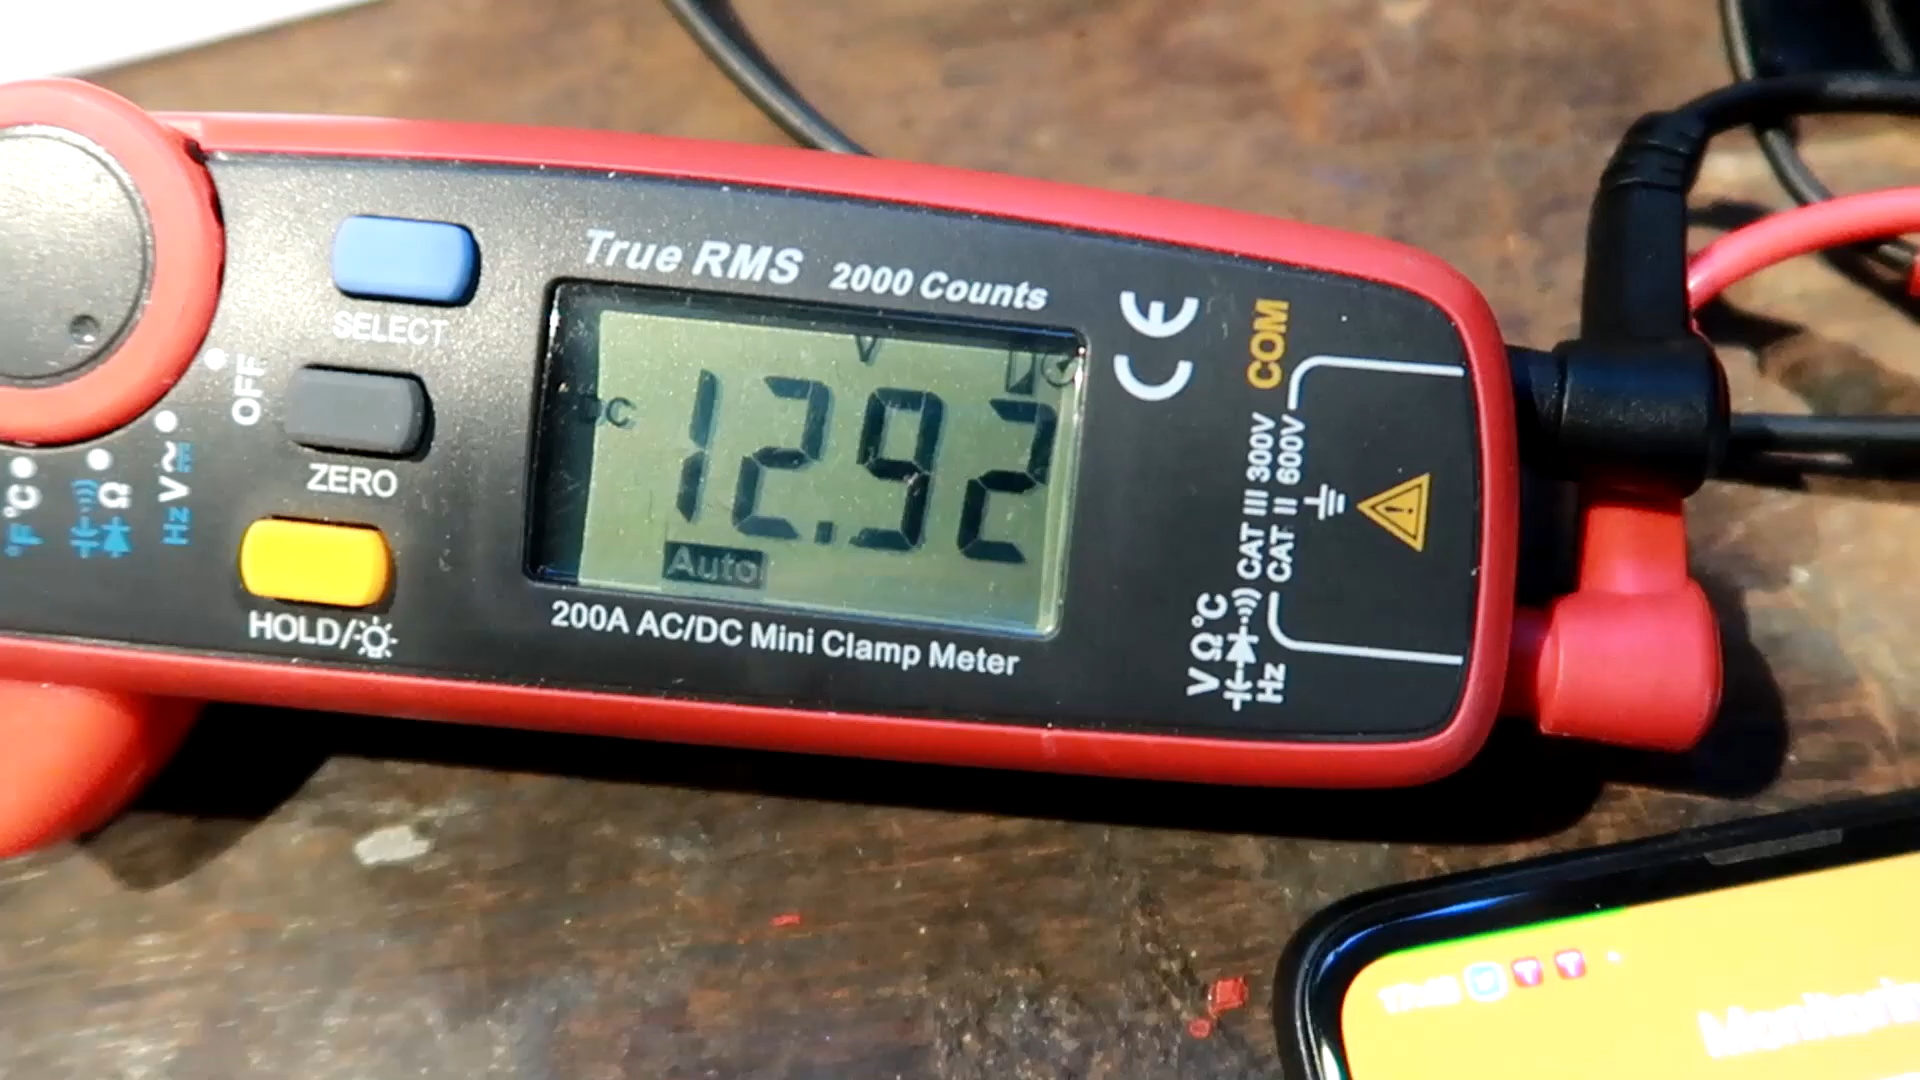 True RMS 2000 Counts
SELECT
OFF
ZERO
HOLD/
V
DC
12.92
Auto
200A AC/DC Mini Clamp Meter
CE
COM
CAT III 300V
CAT II 600V
V Ω °C
Hz
Hz V
Ω
°F °C